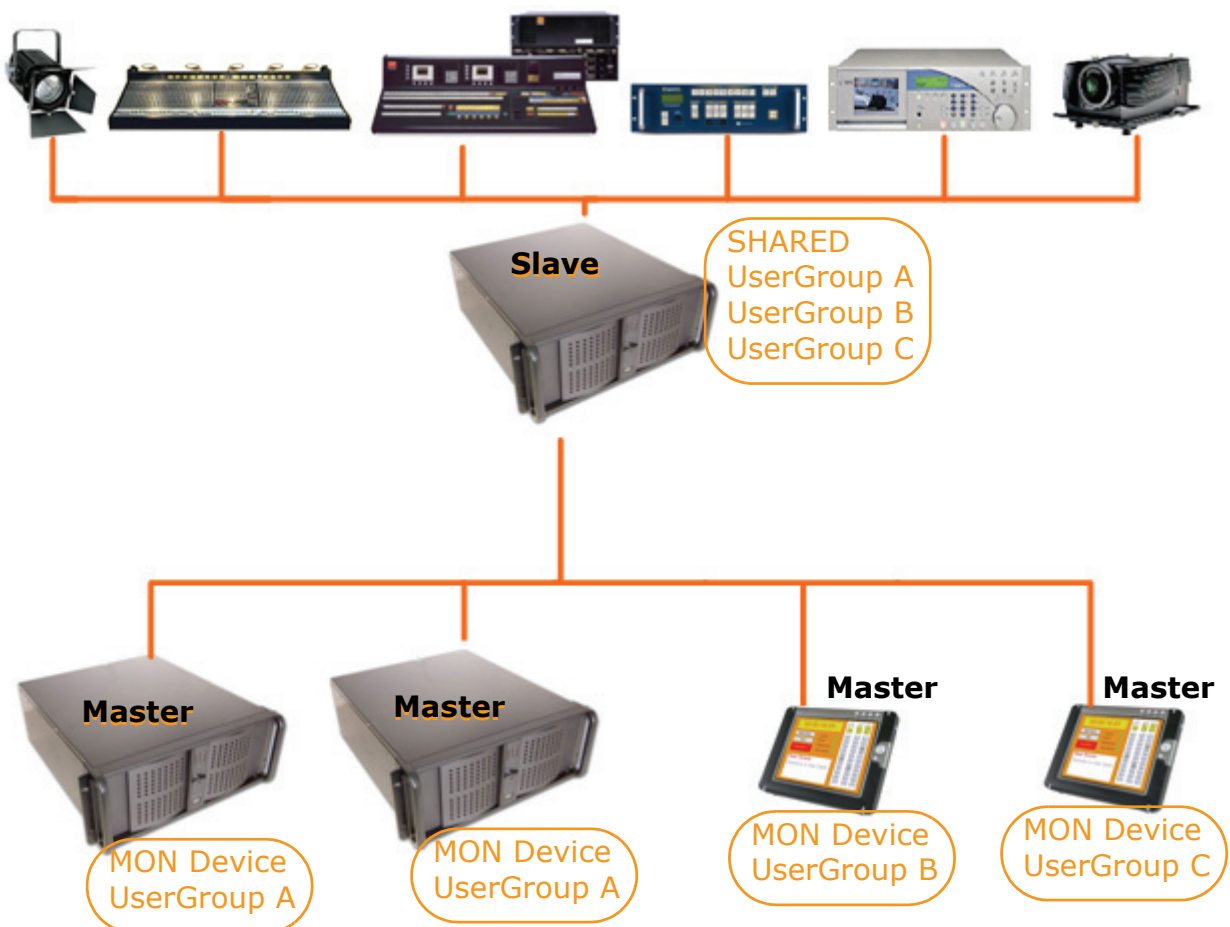 Slave
SHARED
UserGroup A
UserGroup B
UserGroup C
Master
Master
Master
Master
MON Device
UserGroup A
MON Device
UserGroup A
MON Device
UserGroup B
MON Device
UserGroup C